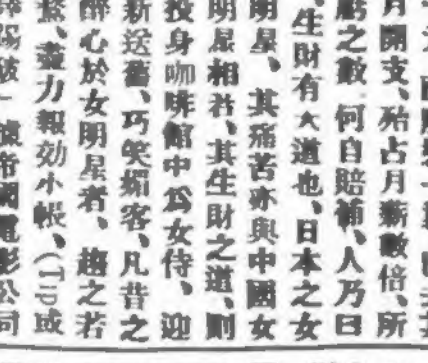 月開支、殆占月薪數倍、所
虧之數 何自賠補、人乃曰
、生財有大道也、日本之女
明星、其痛苦亦與中國女
明星相若、其生財之道、則
投身咖啡館中爲女侍、迎
新送舊、巧笑媚客、凡昔之
醉心於女明星者、趨之若
鶩、盡力報効小帳、(Tip或
帝國電影公司